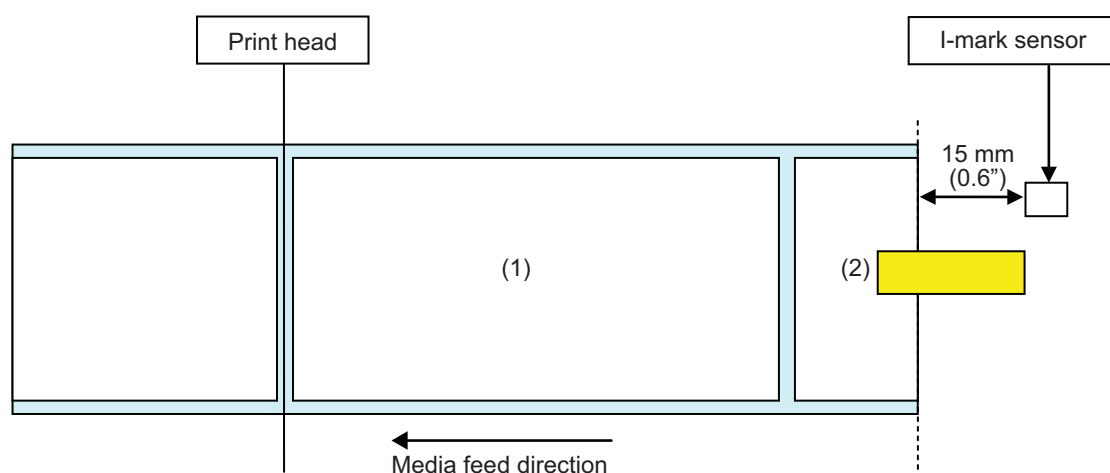 Print head
I-mark sensor
15 mm
(0.6”)
(1)
(2)
Media feed direction